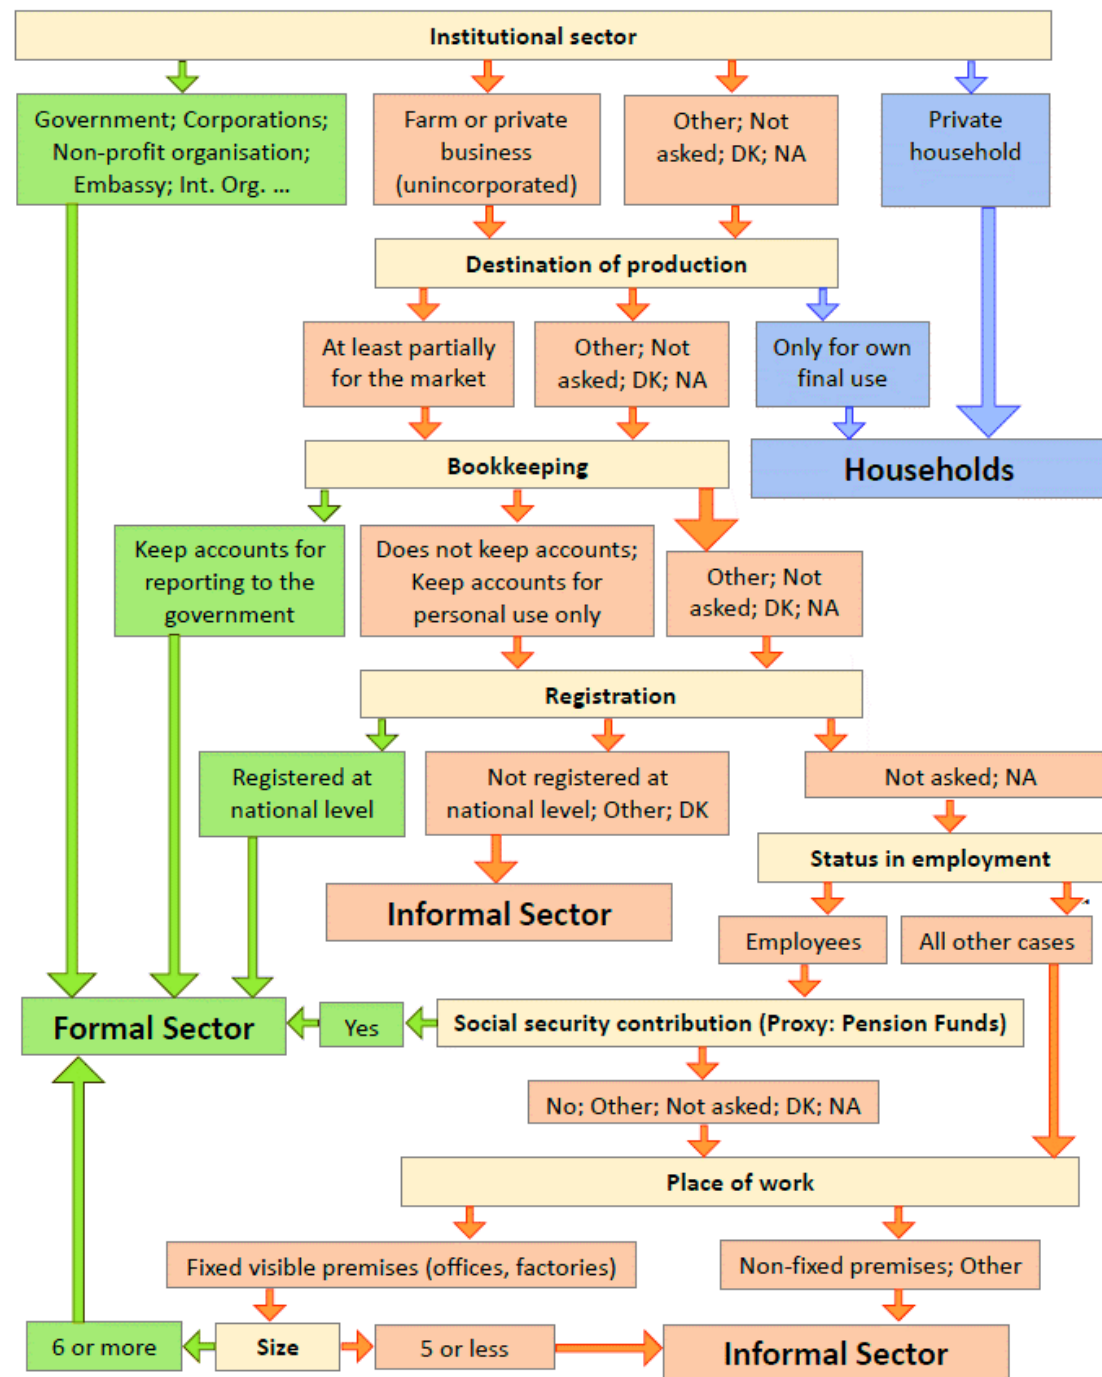 Institutional sector
Government; Corporations;
Non-profit organisation;
Embassy; Int. Org. ...
Farm or private
business
(unincorporated)
Other; Not
asked; DK; NA
Private
household
Destination of production
At least partially
for the market
Other; Not
asked; DK; NA
Only for own
final use
Households
Bookkeeping
Keep accounts for
reporting to the
government
Does not keep accounts;
Keep accounts for
personal use only
Other; Not
asked; DK; NA
Registration
Registered at
national level
Not registered at
national level; Other; DK
Not asked; NA
Status in employment
Informal Sector
Employees
All other cases
Formal Sector
Yes
Social security contribution (Proxy: Pension Funds)
No; Other; Not asked; DK; NA
Place of work
Fixed visible premises (offices, factories)
Non-fixed premises; Other
6 or more
Size
5 or less
Informal Sector